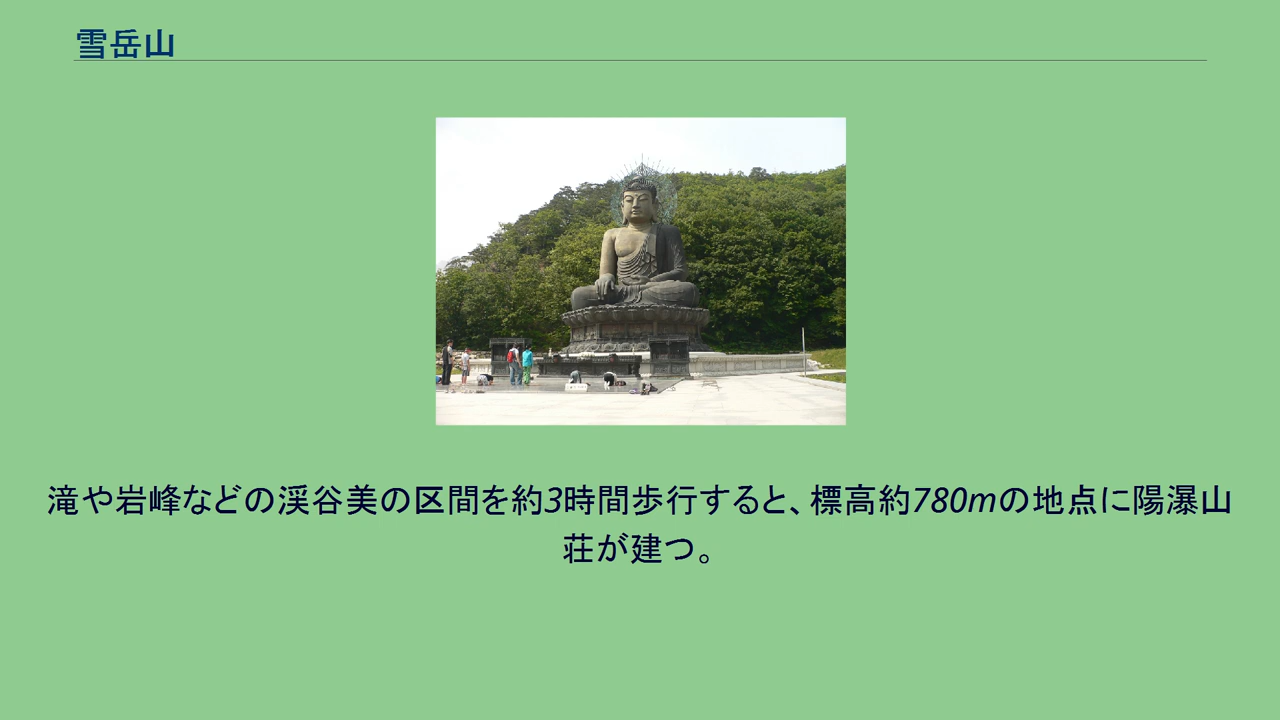 雪岳山
滝や岩峰などの渓谷美の区間を約3時間歩行すると、標高約780mの地点に陽瀑山
荘が建つ。